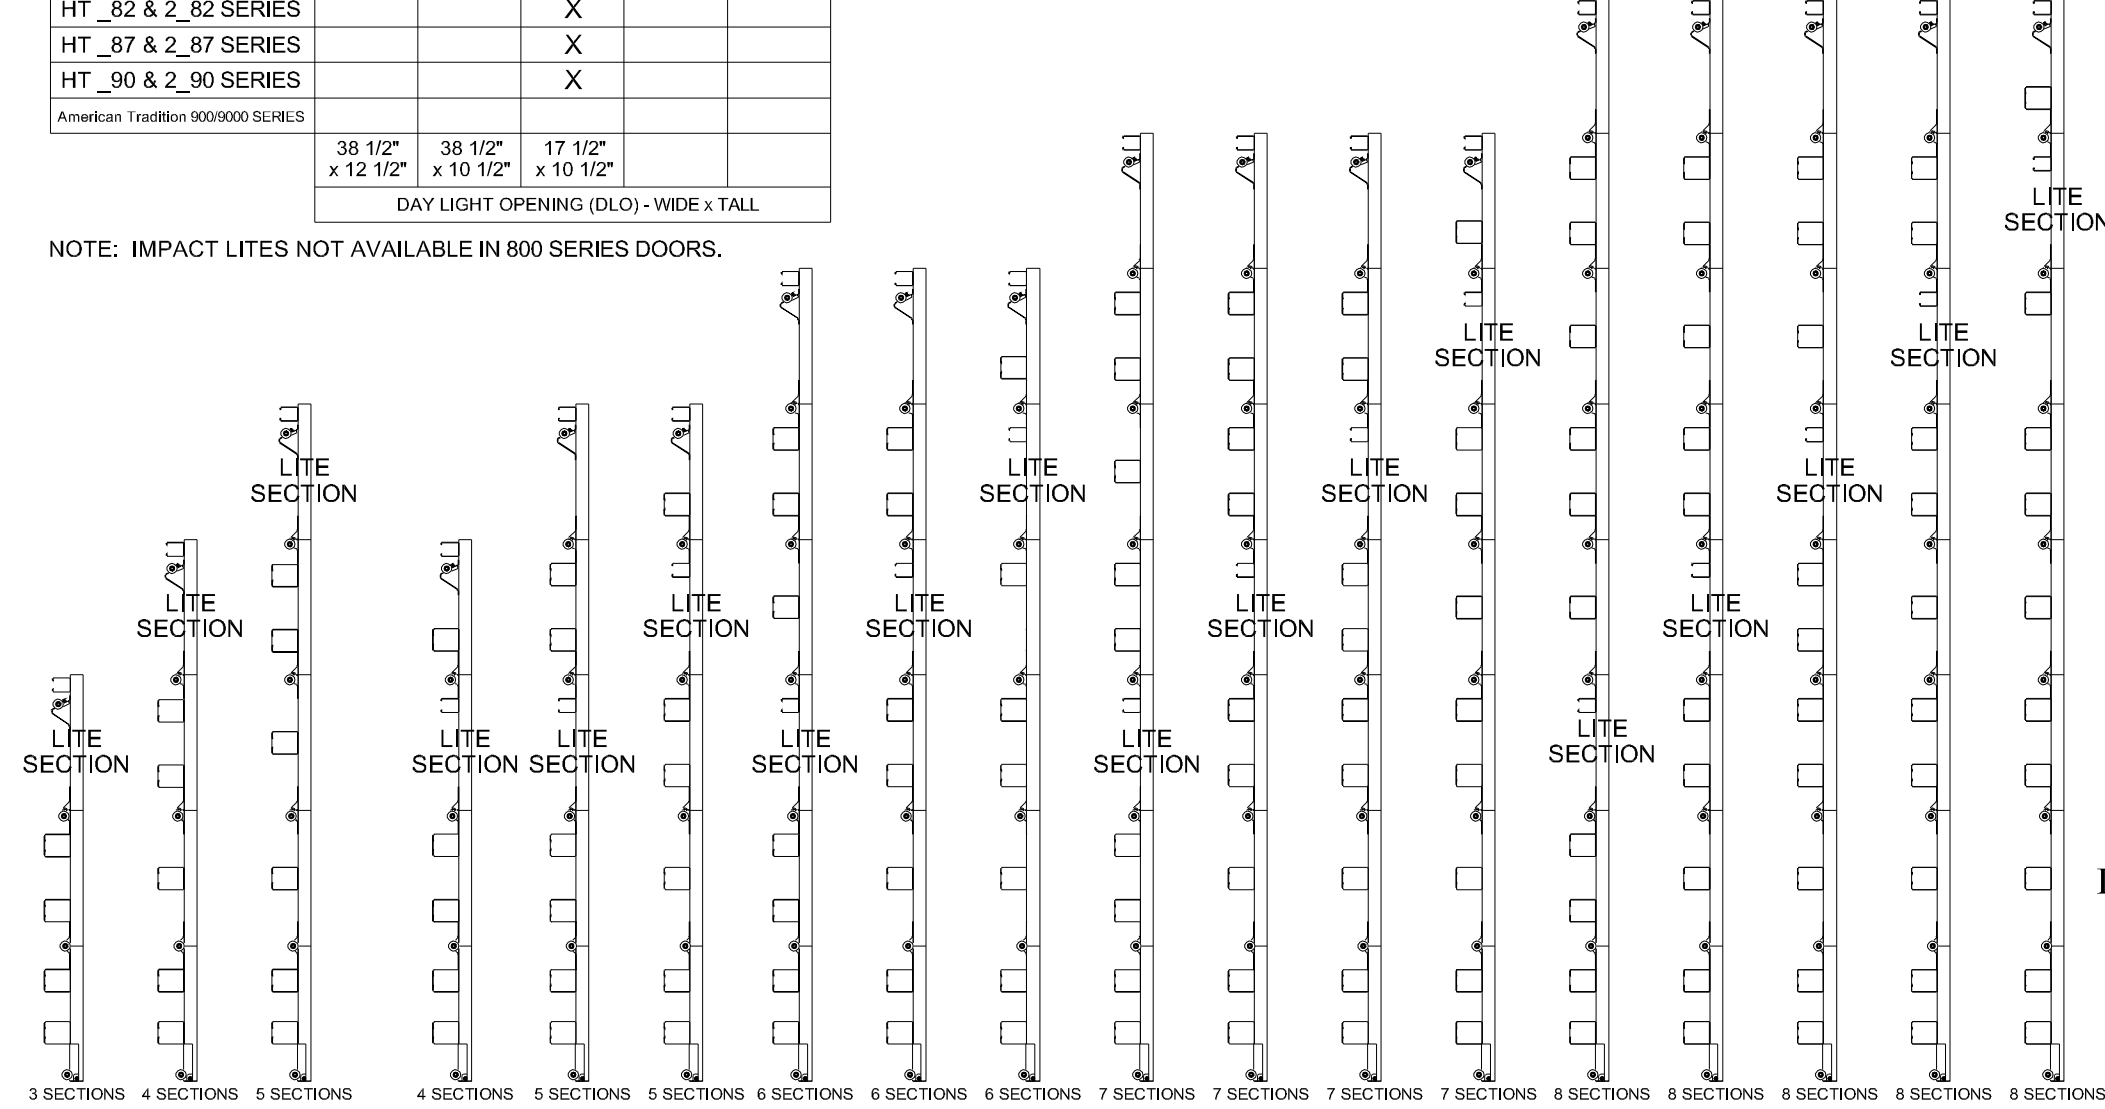 HT _82 & 2_82 SERIES X
HT _87 & 2_87 SERIES X
HT _90 & 2_90 SERIES X
American Tradition 900/9000 SERIES
38 1/2" 38 1/2" 17 1/2"
x 12 1/2" x 10 1/2" x 10 1/2"
DAY LIGHT OPENING (DLO) - WIDE x TALL
NOTE: IMPACT LITES NOT AVAILABLE IN 800 SERIES DOORS.
LITE
SECTION
LITE
SECTION
LITE
SECTION
LITE
SECTION
LITE
SECTION
LITE
SECTION
LITE
SECTION
LITE
SECTION
LITE
SECTION
LITE
SECTION
LITE
SECTION
LITE
SECTION
LITE
SECTION
LITE
SECTION
LITE
SECTION
LITE
SECTION
LITE
SECTION
LITE
SECTION
3 SECTIONS 4 SECTIONS 5 SECTIONS 4 SECTIONS 5 SECTIONS 5 SECTIONS 6 SECTIONS 6 SECTIONS 6 SECTIONS 7 SECTIONS 7 SECTIONS 7 SECTIONS 7 SECTIONS 8 SECTIONS 8 SECTIONS 8 SECTIONS 8 SECTIONS 8 SECTIONS